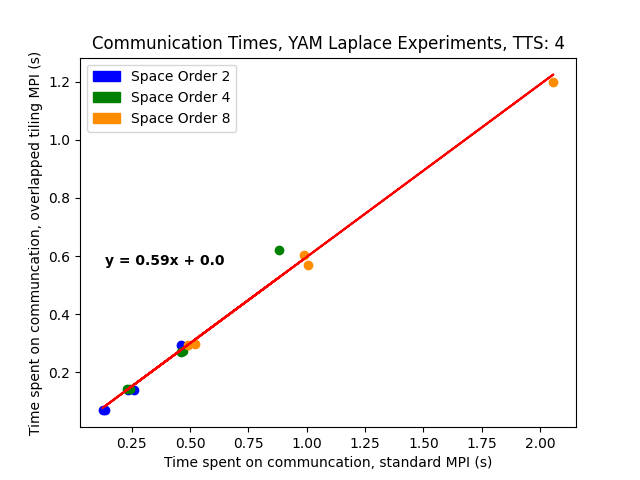 Communication Times, YAM Laplace Experiments, TTS: 4
Time spent on communcation, overlapped tiling MPI (s)
1.2
1.0
0.8
0.6
0.4
0.2
Space Order 2
Space Order 4
Space Order 8
y = 0.59x + 0.0
0.25
0.50
0.75
1.00
1.25
1.50
1.75
2.00
Time spent on communcation, standard MPI (s)